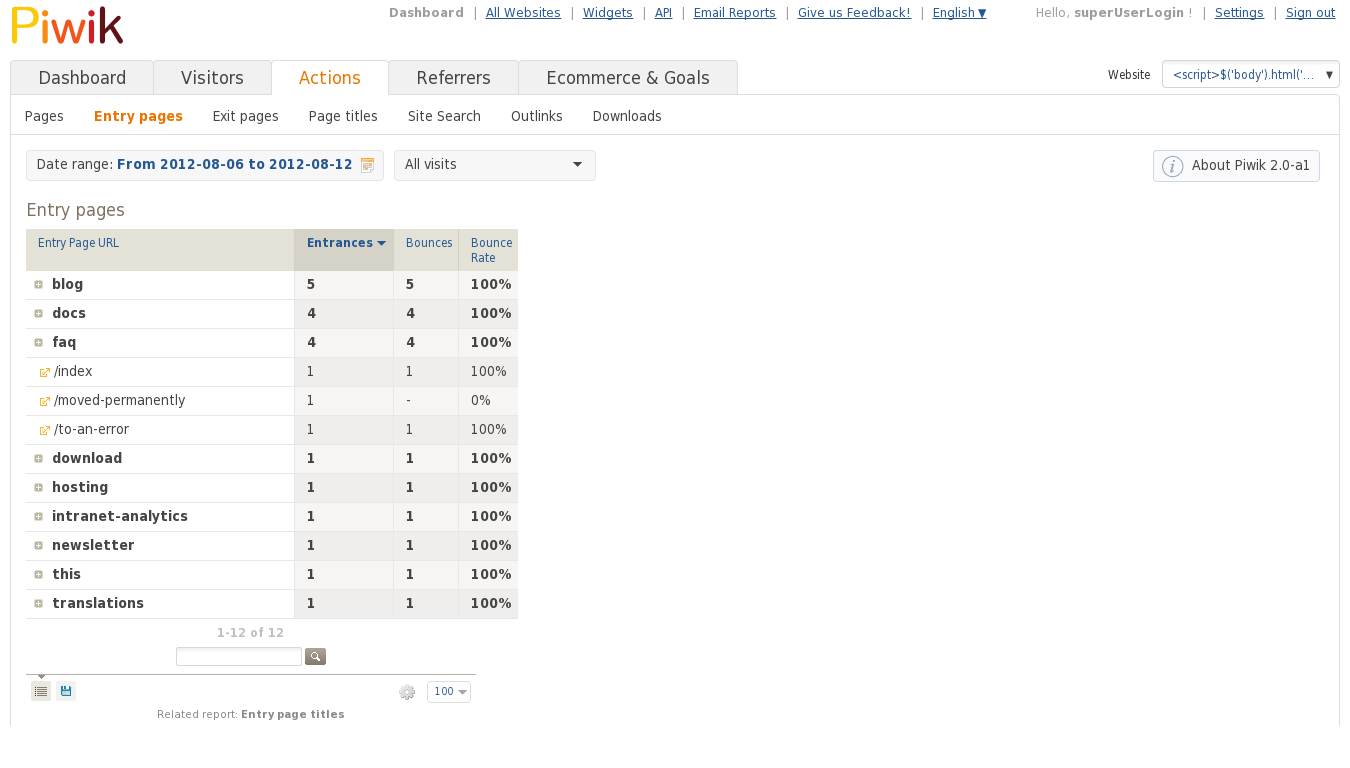 Piwik
Dashboard | All Websites | Widgets | API | Email Reports | Give us Feedback! | English ▼ Hello, superUserLogin ! | Settings | Sign out
Dashboard Visitors Actions Referrers Ecommerce & Goals Website <script>$('body').html('... ▼
Pages Entry pages Exit pages Page titles Site Search Outlinks Downloads
Date range: From 2012-08-06 to 2012-08-12 All visits About Piwik 2.0-a1
Entry pages
Entry Page URL Entrances Bounces Bounce
Rate
blog 5 5 100%
docs 4 4 100%
faq 4 4 100%
/index 1 1 100%
/moved-permanently 1 - 0%
/to-an-error 1 1 100%
download 1 1 100%
hosting 1 1 100%
intranet-analytics 1 1 100%
newsletter 1 1 100%
this 1 1 100%
translations 1 1 100%
1-12 of 12
100
Related report: Entry page titles